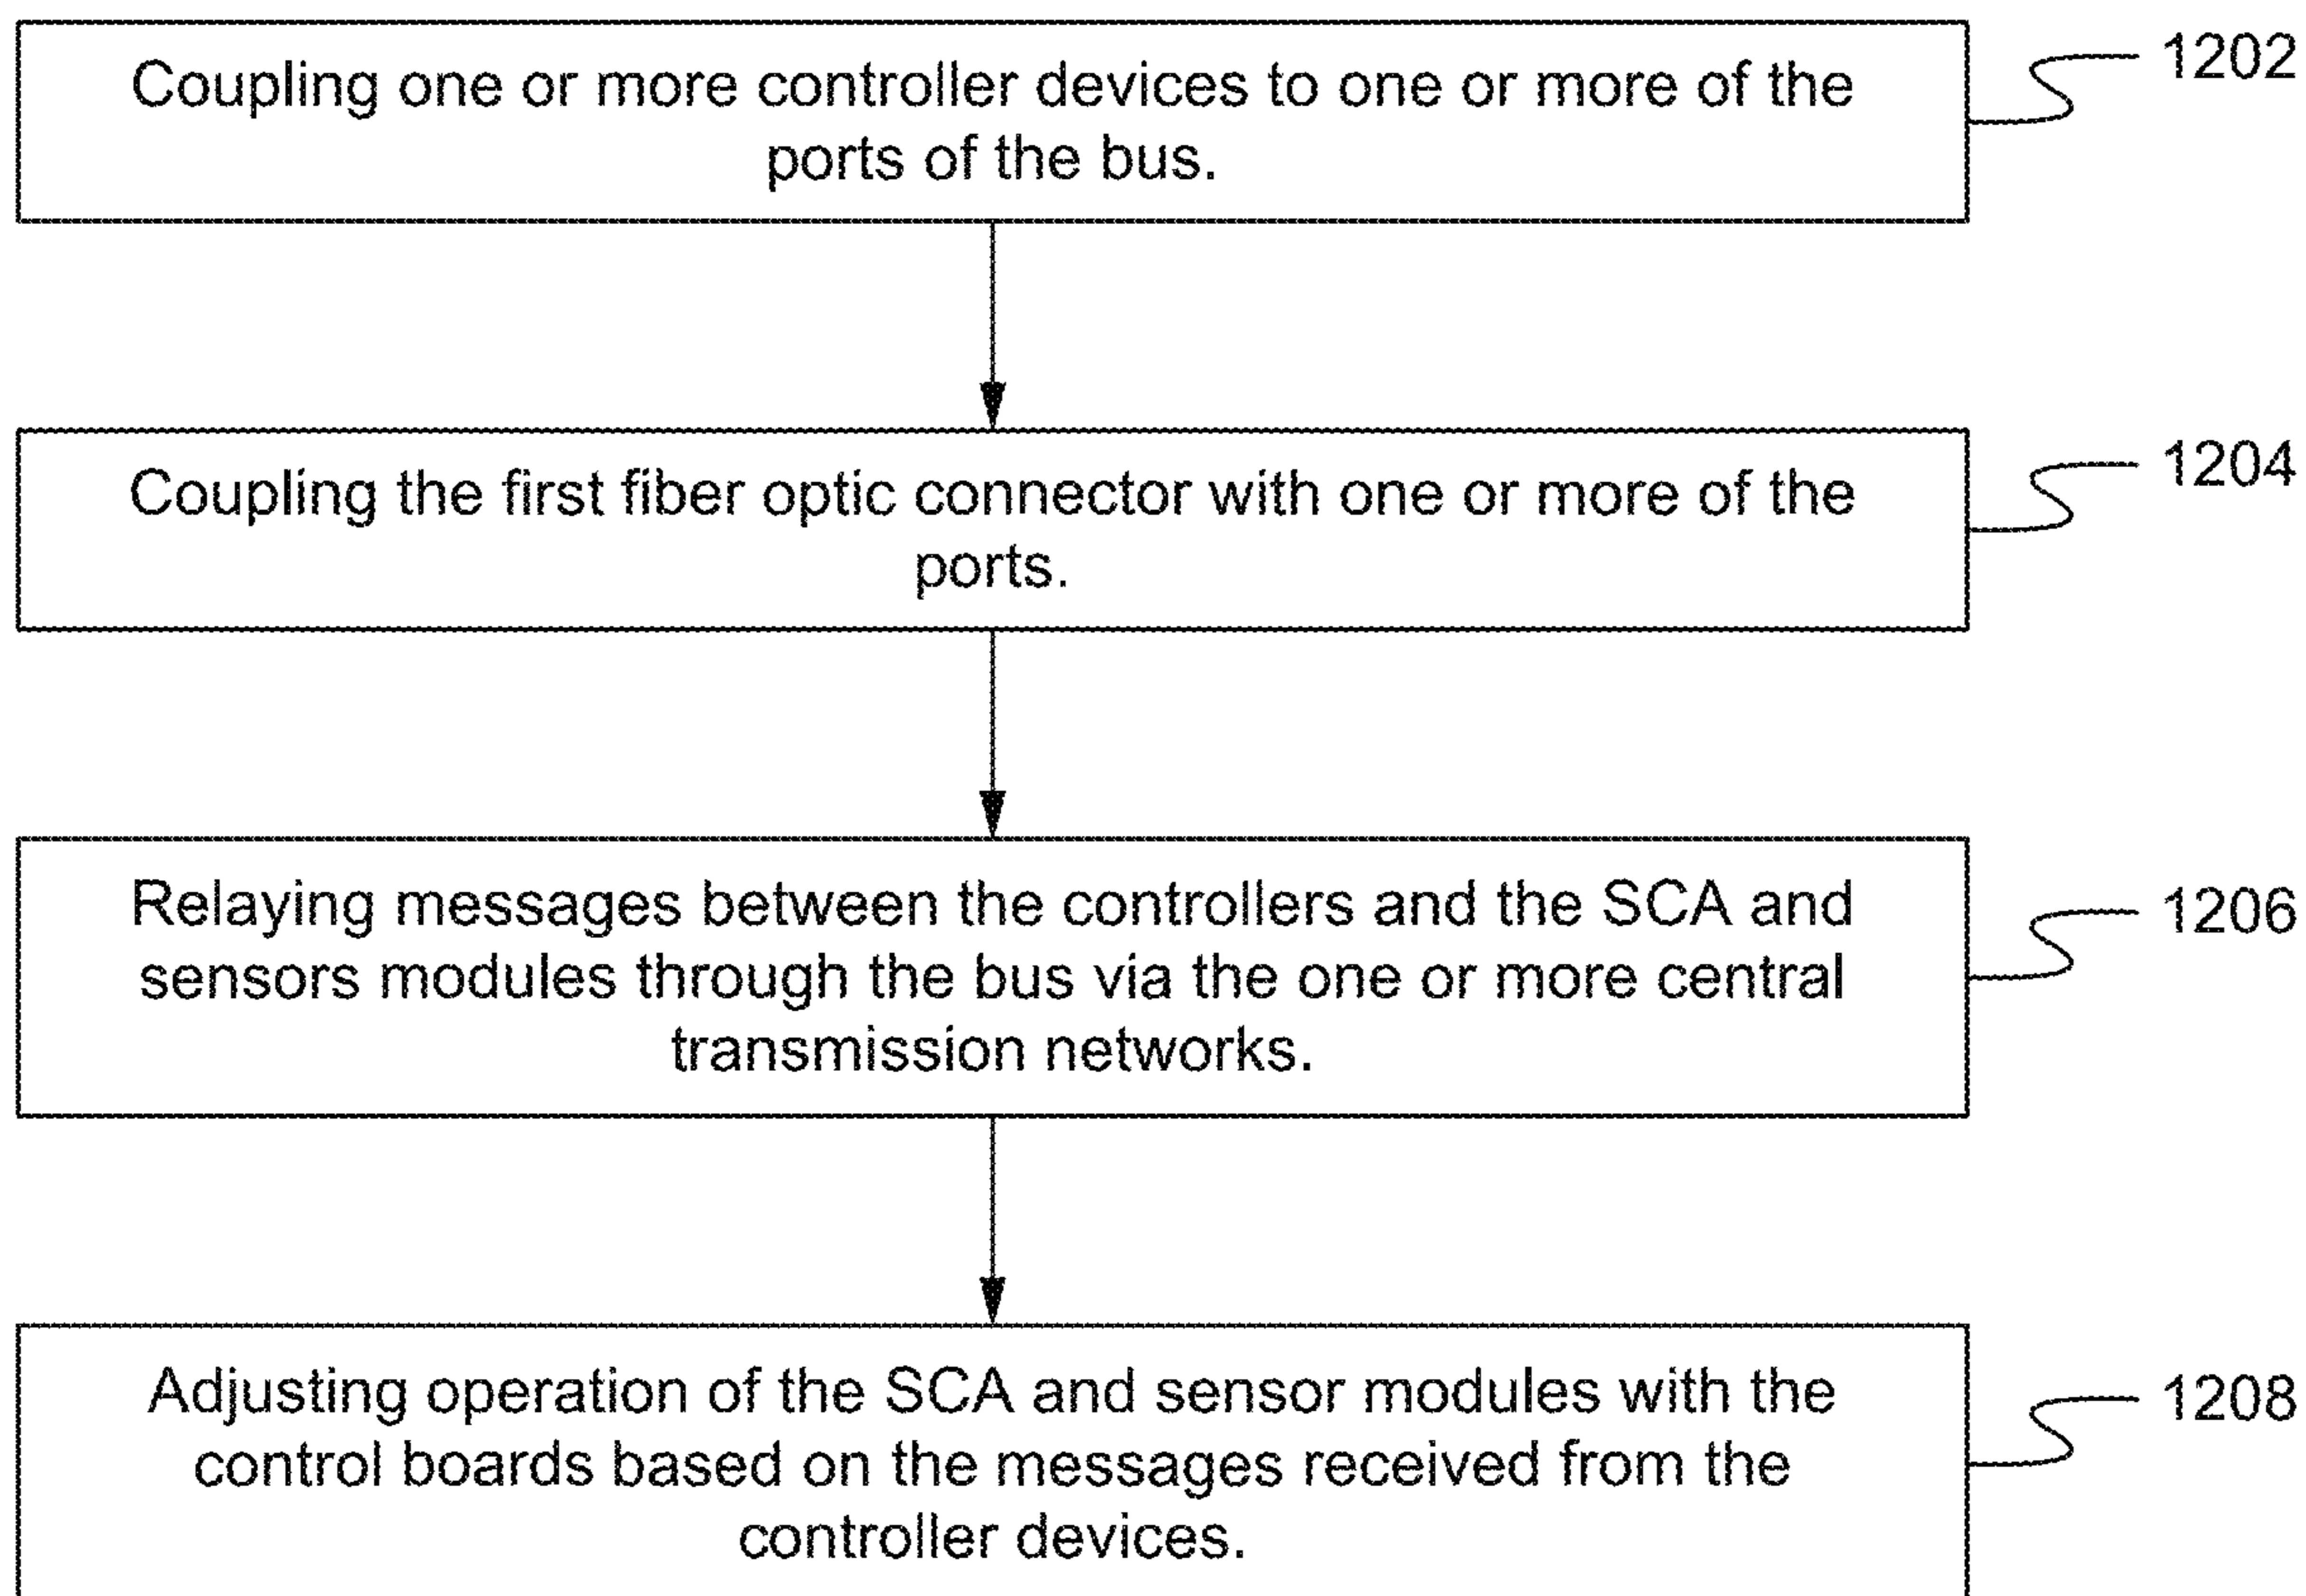 Coupling one or more controller devices to one or more of the
ports of the bus.
1202
Coupling the first fiber optic connector with one or more of the
ports.
1204
Relaying messages between the controllers and the SCA and
sensors modules through the bus via the one or more central
transmission networks.
1206
Adjusting operation of the SCA and sensor modules with the
control boards based on the messages received from the
controller devices.
1208